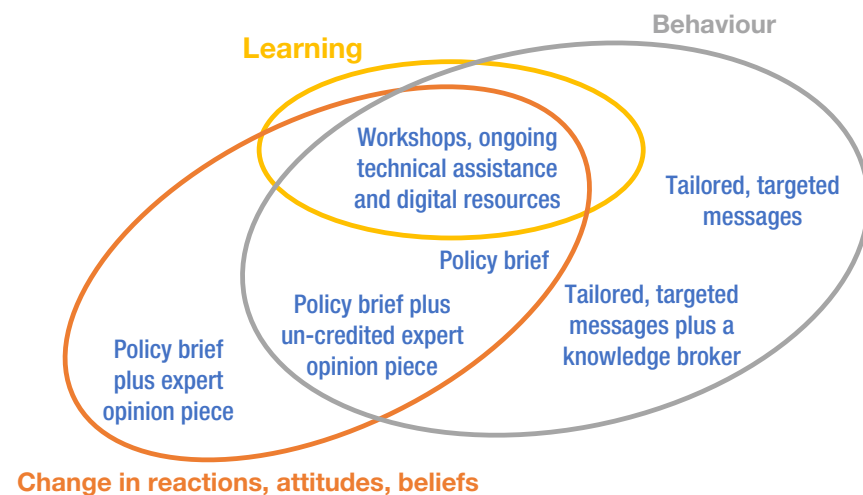 Behaviour
Learning
Workshops, ongoing
technical assistance
and digital resources
Tailored, targeted
messages
Policy brief
Tailored, targeted
messages plus a
knowledge broker
Policy brief plus
un-credited expert
opinion piece
Policy brief
plus expert
opinion piece
Change in reactions, attitudes, beliefs